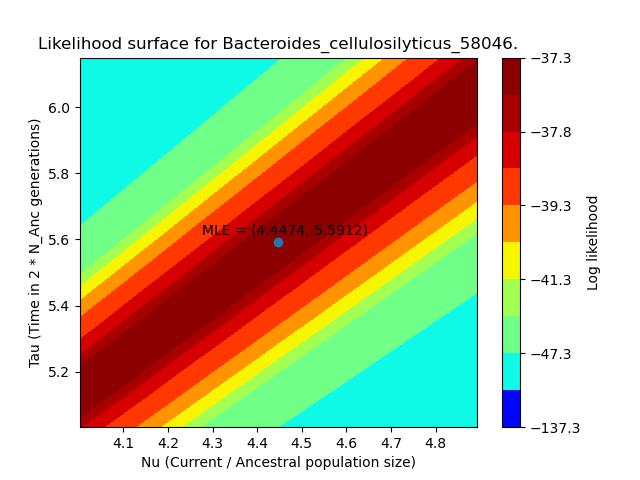 Likelihood surface for Bacteroides_cellulosilyticus_58046.
6.0
5.8
5.6
5.4
5.2
Tau (Time in 2 * N_Anc generations)
MLE = (4.4474, 5.5912)
4.1 4.2 4.3 4.4 4.5 4.6 4.7 4.8
Nu (Current / Ancestral population size)
−37.3
−37.8
−39.3
−41.3
−47.3
−137.3
Log likelihood